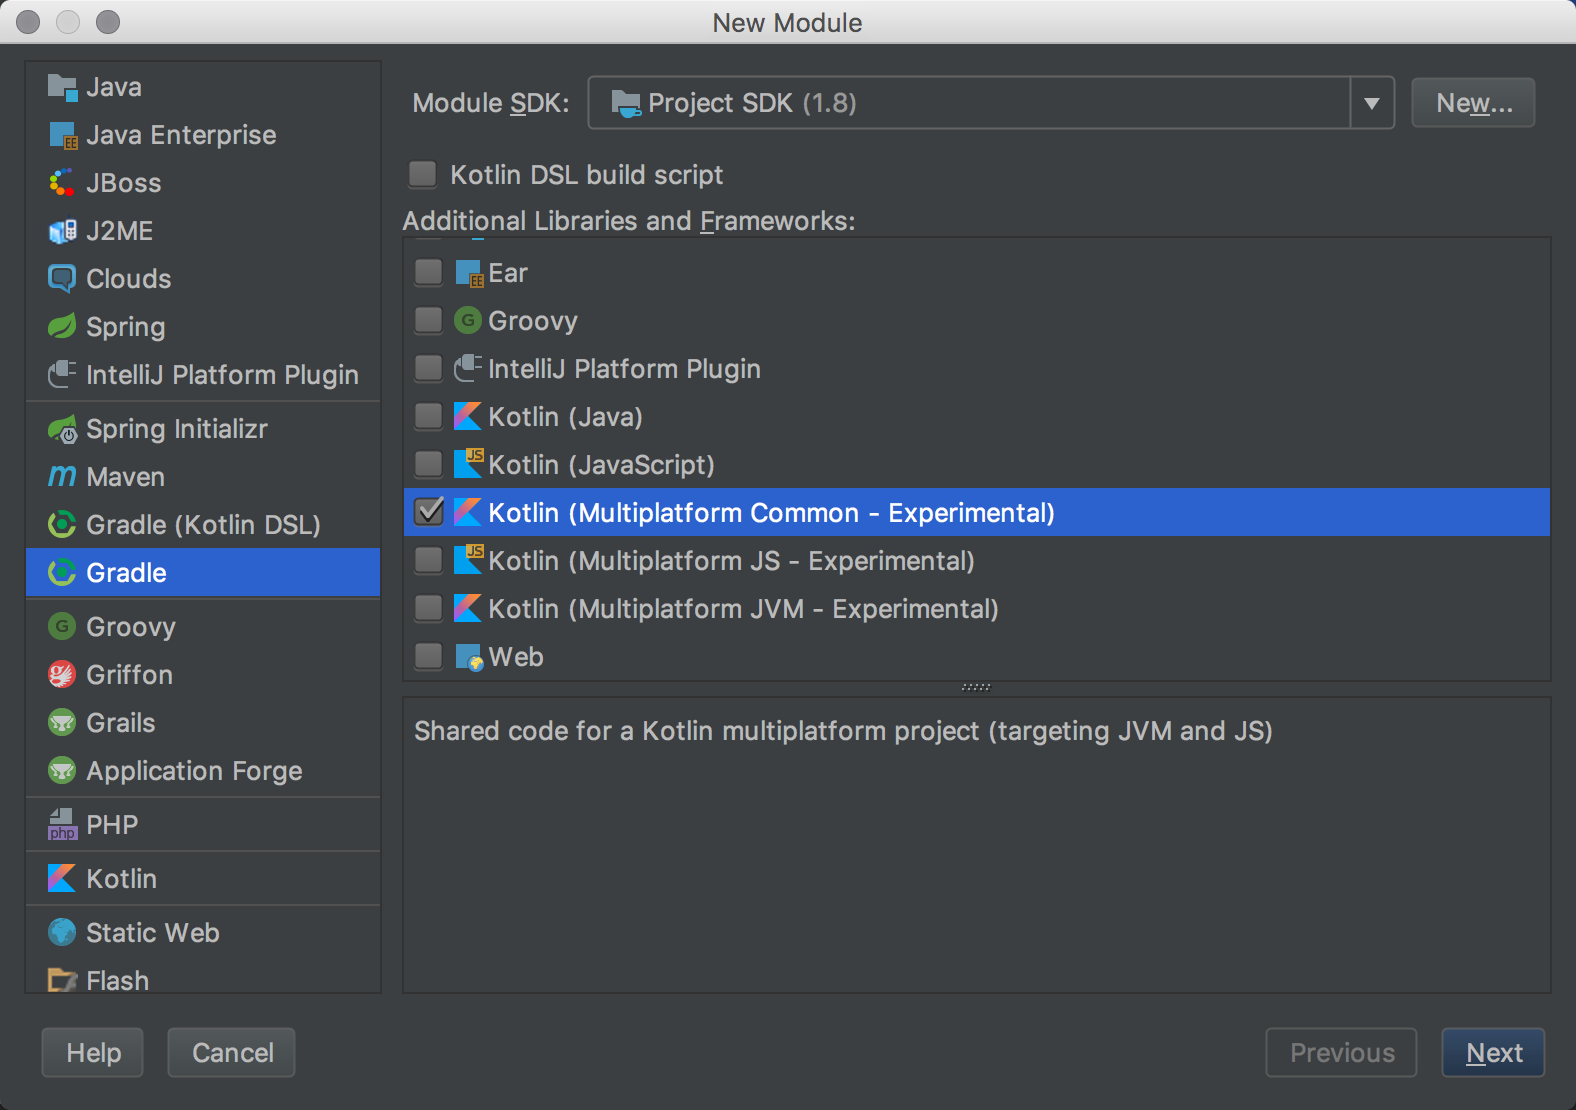 New Module
Java
Java Enterprise
JBoss
J2ME
Clouds
Spring
IntelliJ Platform Plugin
Spring Initializr
Maven
Gradle (Kotlin DSL)
Gradle
Groovy
Griffon
Grails
Application Forge
PHP
Kotlin
Static Web
Flash
Module SDK: Project SDK (1.8) New...
Kotlin DSL build script
Additional Libraries and Frameworks:
Ear
Groovy
IntelliJ Platform Plugin
Kotlin (Java)
Kotlin (JavaScript)
Kotlin (Multiplatform Common - Experimental)
Kotlin (Multiplatform JS - Experimental)
Kotlin (Multiplatform JVM - Experimental)
Web
Shared code for a Kotlin multiplatform project (targeting JVM and JS)
Help Cancel Previous Next